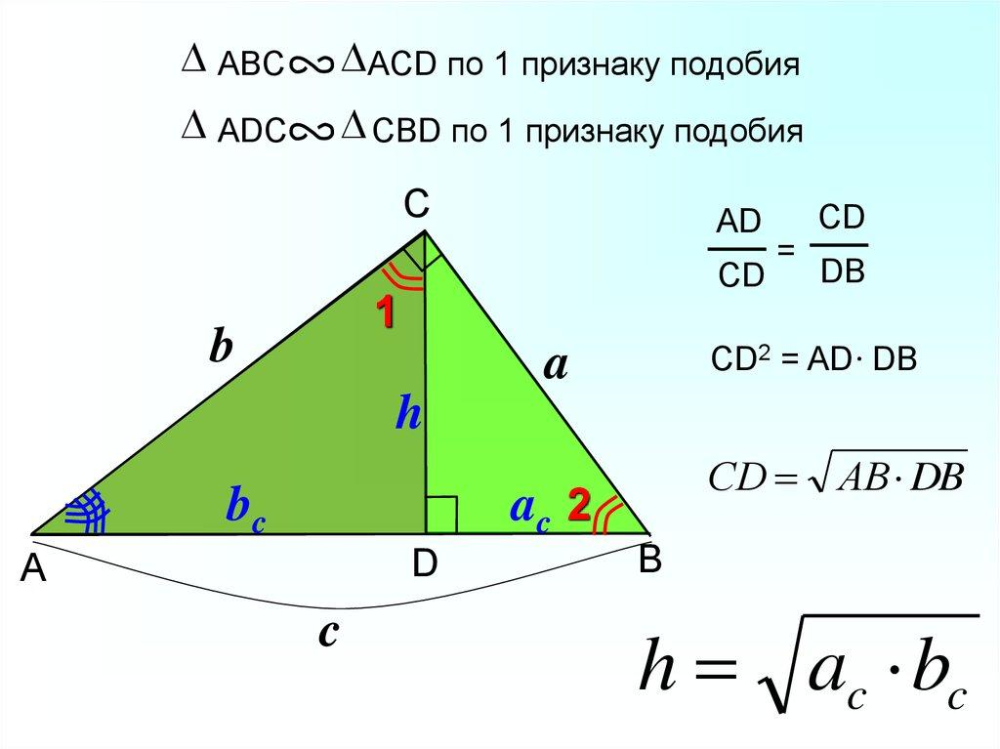 Δ ABC ∾ ΔACD по 1 признаку подобия
Δ ADC ∾ Δ CBD по 1 признаку подобия
C
AD/CD = CD/DB
1
b
a
CD² = AD· DB
h
CD = √AB · DB
b_c
a_c 2
A
D
B
c
h = √a_c · b_c